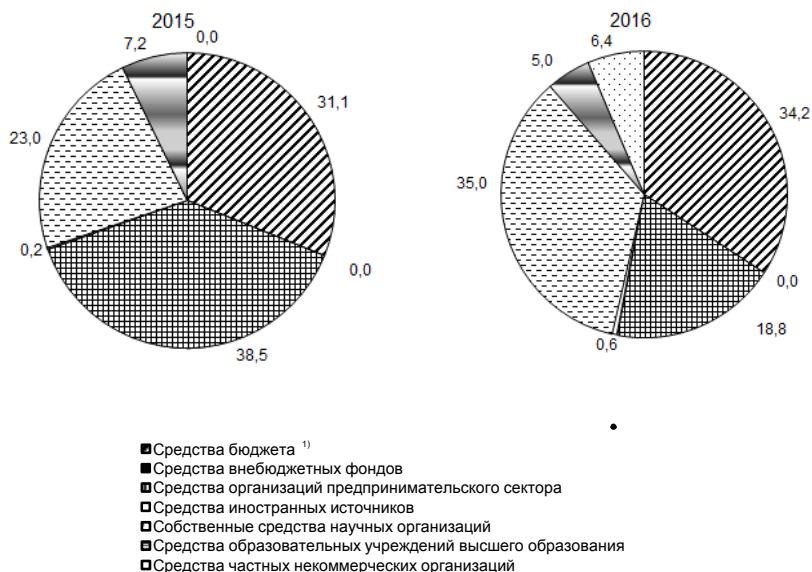 2015
7,2
0,0
31,1
23,0
0,2
0,0
38,5
2016
6,4
5,0
34,2
35,0
0,0
0,6
18,8
Средства бюджета 1)
Средства внебюджетных фондов
Средства организаций предпринимательского сектора
Средства иностранных источников
Собственные средства научных организаций
Средства образовательных учреждений высшего образования
Средства частных некоммерческих организаций